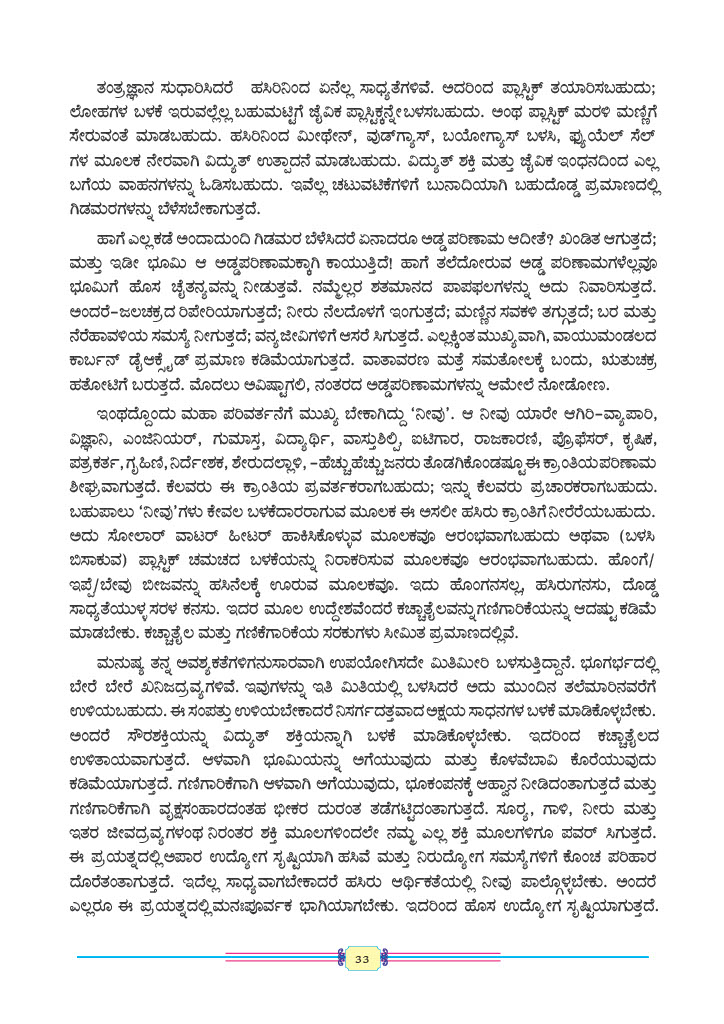 ತಂತ್ರಜ್ಞಾನ ಸುಧಾರಿಸಿದರೆ ಹಸಿರಿನಿಂದ ಏನೆಲ್ಲ ಸಾಧ್ಯತೆಗಳಿವೆ. ಅದರಿಂದ ಪ್ಲಾಸ್ಟಿಕ್ ತಯಾರಿಸಬಹುದು;
ಲೋಹಗಳ ಬಳಕೆ ಇರುವಲ್ಲೆಲ್ಲ ಬಹುಮಟ್ಟಿಗೆ ಜೈವಿಕ ಪ್ಲಾಸ್ಟಿಕ್ಕನ್ನೇ ಬಳಸಬಹುದು. ಅಂಥ ಪ್ಲಾಸ್ಟಿಕ್ ಮರಳಿ ಮಣ್ಣಿಗೆ
ಸೇರುವಂತೆ ಮಾಡಬಹುದು. ಹಸಿರಿನಿಂದ ಮೀಥೇನ್, ವುಡ್‌ಗ್ಯಾಸ್, ಬಯೋಗ್ಯಾಸ್ ಬಳಸಿ, ಫ್ಯುಯೆಲ್ ಸೆಲ್
ಗಳ ಮೂಲಕ ನೇರವಾಗಿ ವಿದ್ಯುತ್ ಉತ್ಪಾದನೆ ಮಾಡಬಹುದು. ವಿದ್ಯುತ್ ಶಕ್ತಿ ಮತ್ತು ಜೈವಿಕ ಇಂಧನದಿಂದ ಎಲ್ಲ
ಬಗೆಯ ವಾಹನಗಳನ್ನು ಓಡಿಸಬಹುದು. ಇವೆಲ್ಲ ಚಟುವಟಿಕೆಗಳಿಗೆ ಬುನಾದಿಯಾಗಿ ಬಹುದೊಡ್ಡ ಪ್ರಮಾಣದಲ್ಲಿ
ಗಿಡಮರಗಳನ್ನು ಬೆಳೆಸಬೇಕಾಗುತ್ತದೆ.
ಹಾಗೆ ಎಲ್ಲ ಕಡೆ ಅಂದಾದುಂದಿ ಗಿಡಮರ ಬೆಳೆಸಿದರೆ ಏನಾದರೂ ಅಡ್ಡ ಪರಿಣಾಮ ಆದೀತೆ? ಖಂಡಿತ ಆಗುತ್ತದೆ;
ಮತ್ತು ಇಡೀ ಭೂಮಿ ಆ ಅಡ್ಡಪರಿಣಾಮಕ್ಕಾಗಿ ಕಾಯುತ್ತಿದೆ! ಹಾಗೆ ತಲೆದೋರುವ ಅಡ್ಡ ಪರಿಣಾಮಗಳೆಲ್ಲವೂ
ಭೂಮಿಗೆ ಹೊಸ ಚೈತನ್ಯವನ್ನು ನೀಡುತ್ತವೆ. ನಮ್ಮೆಲ್ಲರ ಶತಮಾನದ ಪಾಪಫಲಗಳನ್ನು ಅದು ನಿವಾರಿಸುತ್ತದೆ.
ಅಂದರೆ–ಜಲಚಕ್ರದ ರಿಪೇರಿಯಾಗುತ್ತದೆ; ನೀರು ನೆಲದೊಳಗೆ ಇಂಗುತ್ತದೆ; ಮಣ್ಣಿನ ಸವಕಳಿ ತಗ್ಗುತ್ತದೆ; ಬರ ಮತ್ತು
ನೆರೆಹಾವಳಿಯ ಸಮಸ್ಯೆ ನೀಗುತ್ತದೆ; ವನ್ಯಜೀವಿಗಳಿಗೆ ಆಸರೆ ಸಿಗುತ್ತದೆ. ಎಲ್ಲಕ್ಕಿಂತ ಮುಖ್ಯವಾಗಿ, ವಾಯುಮಂಡಲದ
ಕಾರ್ಬನ್ ಡೈಆಕ್ಸೈಡ್ ಪ್ರಮಾಣ ಕಡಿಮೆಯಾಗುತ್ತದೆ. ವಾತಾವರಣ ಮತ್ತೆ ಸಮತೋಲಕ್ಕೆ ಬಂದು, ಋತುಚಕ್ರ
ಹತೋಟಿಗೆ ಬರುತ್ತದೆ. ಮೊದಲು ಅವಿಷ್ಟಾಗಲಿ, ನಂತರದ ಅಡ್ಡಪರಿಣಾಮಗಳನ್ನು ಆಮೇಲೆ ನೋಡೋಣ.
ಇಂಥದ್ದೊಂದು ಮಹಾ ಪರಿವರ್ತನೆಗೆ ಮುಖ್ಯ ಬೇಕಾಗಿದ್ದು ‘ನೀವು’. ಆ ನೀವು ಯಾರೇ ಆಗಿರಿ–ವ್ಯಾಪಾರಿ,
ವಿಜ್ಞಾನಿ, ಎಂಜಿನಿಯರ್, ಗುಮಾಸ್ತ, ವಿದ್ಯಾರ್ಥಿ, ವಾಸ್ತುಶಿಲ್ಪಿ, ಐಟಿಗಾರ, ರಾಜಕಾರಣಿ, ಪ್ರೊಫೆಸರ್, ಕೃಷಿಕ,
ಪತ್ರಕರ್ತ, ಗೃಹಿಣಿ, ನಿರ್ದೇಶಕ, ಶೇರುದಲ್ಲಾಳಿ, –ಹೆಚ್ಚು ಹೆಚ್ಚು ಜನರು ತೊಡಗಿಕೊಂಡಷ್ಟೂ ಈ ಕ್ರಾಂತಿಯ ಪರಿಣಾಮ
ಶೀಘ್ರವಾಗುತ್ತದೆ. ಕೆಲವರು ಈ ಕ್ರಾಂತಿಯ ಪ್ರವರ್ತಕರಾಗಬಹುದು; ಇನ್ನು ಕೆಲವರು ಪ್ರಚಾರಕರಾಗಬಹುದು.
ಬಹುಪಾಲು ‘ನೀವು’ಗಳು ಕೇವಲ ಬಳಕೆದಾರರಾಗುವ ಮೂಲಕ ಈ ಅಸಲೀ ಹಸಿರು ಕ್ರಾಂತಿಗೆ ನೀರೆರೆಯಬಹುದು.
ಅದು ಸೋಲಾರ್ ವಾಟರ್ ಹೀಟರ್ ಹಾಕಿಸಿಕೊಳ್ಳುವ ಮೂಲಕವೂ ಆರಂಭವಾಗಬಹುದು ಅಥವಾ (ಬಳಸಿ
ಬಿಸಾಕುವ) ಪ್ಲಾಸ್ಟಿಕ್ ಚಮಚದ ಬಳಕೆಯನ್ನು ನಿರಾಕರಿಸುವ ಮೂಲಕವೂ ಆರಂಭವಾಗಬಹುದು. ಹೊಂಗೆ/
ಇಪ್ಪೆ/ಬೇವು ಬೀಜವನ್ನು ಹಸಿನೆಲಕ್ಕೆ ಊರುವ ಮೂಲಕವೂ. ಇದು ಹೊಂಗನಸಲ್ಲ, ಹಸಿರುಗನಸು, ದೊಡ್ಡ
ಸಾಧ್ಯತೆಯುಳ್ಳ ಸರಳ ಕನಸು. ಇದರ ಮೂಲ ಉದ್ದೇಶವೆಂದರೆ ಕಚ್ಚಾತೈಲವನ್ನು ಗಣಿಗಾರಿಕೆಯನ್ನು ಆದಷ್ಟು ಕಡಿಮೆ
ಮಾಡಬೇಕು. ಕಚ್ಚಾತೈಲ ಮತ್ತು ಗಣಿಕೆಗಾರಿಕೆಯ ಸರಕುಗಳು ಸೀಮಿತ ಪ್ರಮಾಣದಲ್ಲಿವೆ.
ಮನುಷ್ಯ ತನ್ನ ಅವಶ್ಯಕತೆಗಳಿಗನುಸಾರವಾಗಿ ಉಪಯೋಗಿಸದೇ ಮಿತಿಮೀರಿ ಬಳಸುತ್ತಿದ್ದಾನೆ. ಭೂಗರ್ಭದಲ್ಲಿ
ಬೇರೆ ಬೇರೆ ಖನಿಜದ್ರವ್ಯಗಳಿವೆ. ಇವುಗಳನ್ನು ಇತಿ ಮಿತಿಯಲ್ಲಿ ಬಳಸಿದರೆ ಅದು ಮುಂದಿನ ತಲೆಮಾರಿನವರೆಗೆ
ಉಳಿಯಬಹುದು. ಈ ಸಂಪತ್ತು ಉಳಿಯಬೇಕಾದರೆ ನಿಸರ್ಗದತ್ತವಾದ ಅಕ್ಷಯ ಸಾಧನಗಳ ಬಳಕೆ ಮಾಡಿಕೊಳ್ಳಬೇಕು.
ಅಂದರೆ ಸೌರಶಕ್ತಿಯನ್ನು ವಿದ್ಯುತ್ ಶಕ್ತಿಯನ್ನಾಗಿ ಬಳಕೆ ಮಾಡಿಕೊಳ್ಳಬೇಕು. ಇದರಿಂದ ಕಚ್ಚಾತೈಲದ
ಉಳಿತಾಯವಾಗುತ್ತದೆ. ಆಳವಾಗಿ ಭೂಮಿಯನ್ನು ಅಗೆಯುವುದು ಮತ್ತು ಕೊಳವೆಬಾವಿ ಕೊರೆಯುವುದು
ಕಡಿಮೆಯಾಗುತ್ತದೆ. ಗಣಿಗಾರಿಕೆಗಾಗಿ ಆಳವಾಗಿ ಅಗೆಯುವುದು, ಭೂಕಂಪನಕ್ಕೆ ಆಹ್ವಾನ ನೀಡಿದಂತಾಗುತ್ತದೆ ಮತ್ತು
ಗಣಿಗಾರಿಕೆಗಾಗಿ ವೃಕ್ಷಸಂಹಾರದಂತಹ ಭೀಕರ ದುರಂತ ತಡೆಗಟ್ಟಿದಂತಾಗುತ್ತದೆ. ಸೂರ‍್ಯ, ಗಾಳಿ, ನೀರು ಮತ್ತು
ಇತರ ಜೀವದ್ರವ್ಯಗಳಂಥ ನಿರಂತರ ಶಕ್ತಿ ಮೂಲಗಳಿಂದಲೇ ನಮ್ಮ ಎಲ್ಲ ಶಕ್ತಿ ಮೂಲಗಳಿಗೂ ಪವರ್ ಸಿಗುತ್ತದೆ.
ಈ ಪ್ರಯತ್ನದಲ್ಲಿ ಅಪಾರ ಉದ್ಯೋಗ ಸೃಷ್ಟಿಯಾಗಿ ಹಸಿವೆ ಮತ್ತು ನಿರುದ್ಯೋಗ ಸಮಸ್ಯೆಗಳಿಗೆ ಕೊಂಚ ಪರಿಹಾರ
ದೊರೆತಂತಾಗುತ್ತದೆ. ಇದೆಲ್ಲ ಸಾಧ್ಯವಾಗಬೇಕಾದರೆ ಹಸಿರು ಆರ್ಥಿಕತೆಯಲ್ಲಿ ನೀವು ಪಾಲ್ಗೊಳ್ಳಬೇಕು. ಅಂದರೆ
ಎಲ್ಲರೂ ಈ ಪ್ರಯತ್ನದಲ್ಲಿ ಮನಃಪೂರ್ವಕ ಭಾಗಿಯಾಗಬೇಕು. ಇದರಿಂದ ಹೊಸ ಉದ್ಯೋಗ ಸೃಷ್ಟಿಯಾಗುತ್ತದೆ.
33